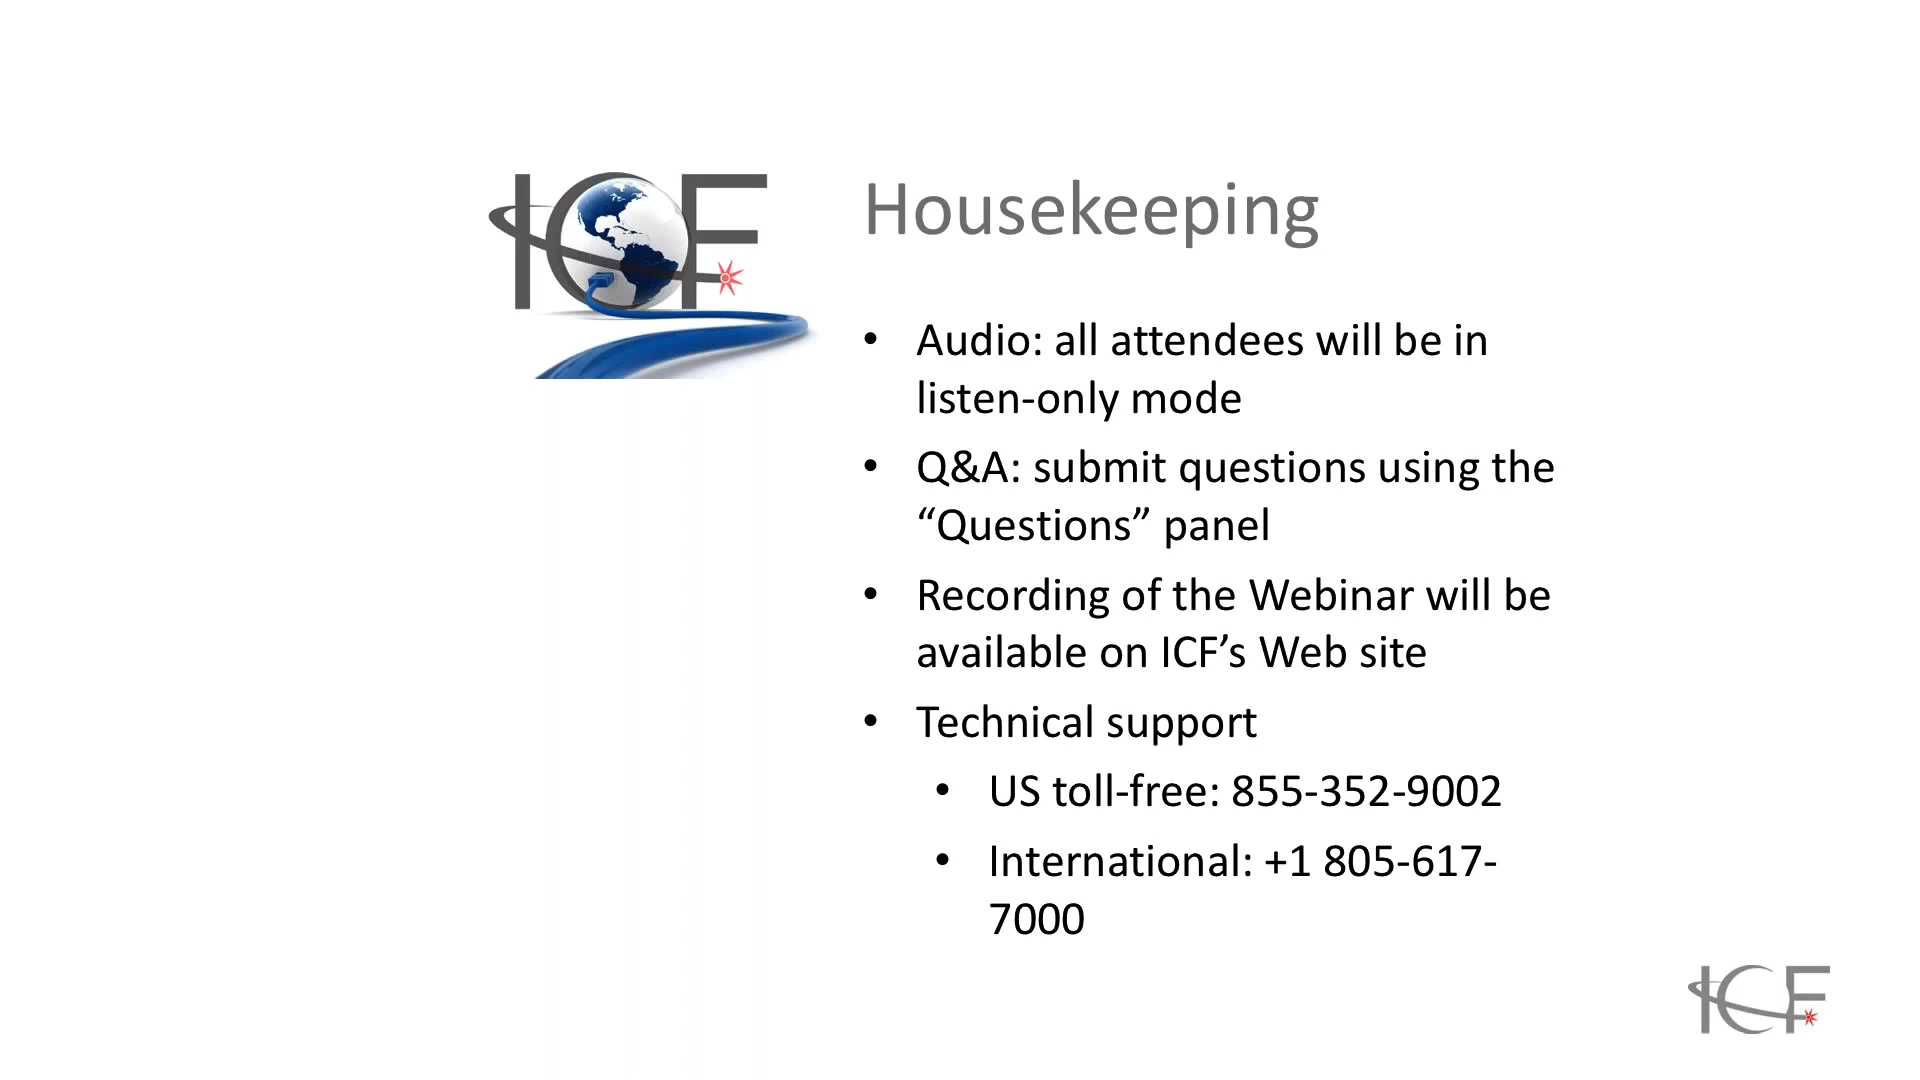 ICF
Housekeeping
• Audio: all attendees will be in
listen-only mode
• Q&A: submit questions using the
“Questions” panel
• Recording of the Webinar will be
available on ICF’s Web site
• Technical support
• US toll-free: 855-352-9002
• International: +1 805-617-
7000
ICF